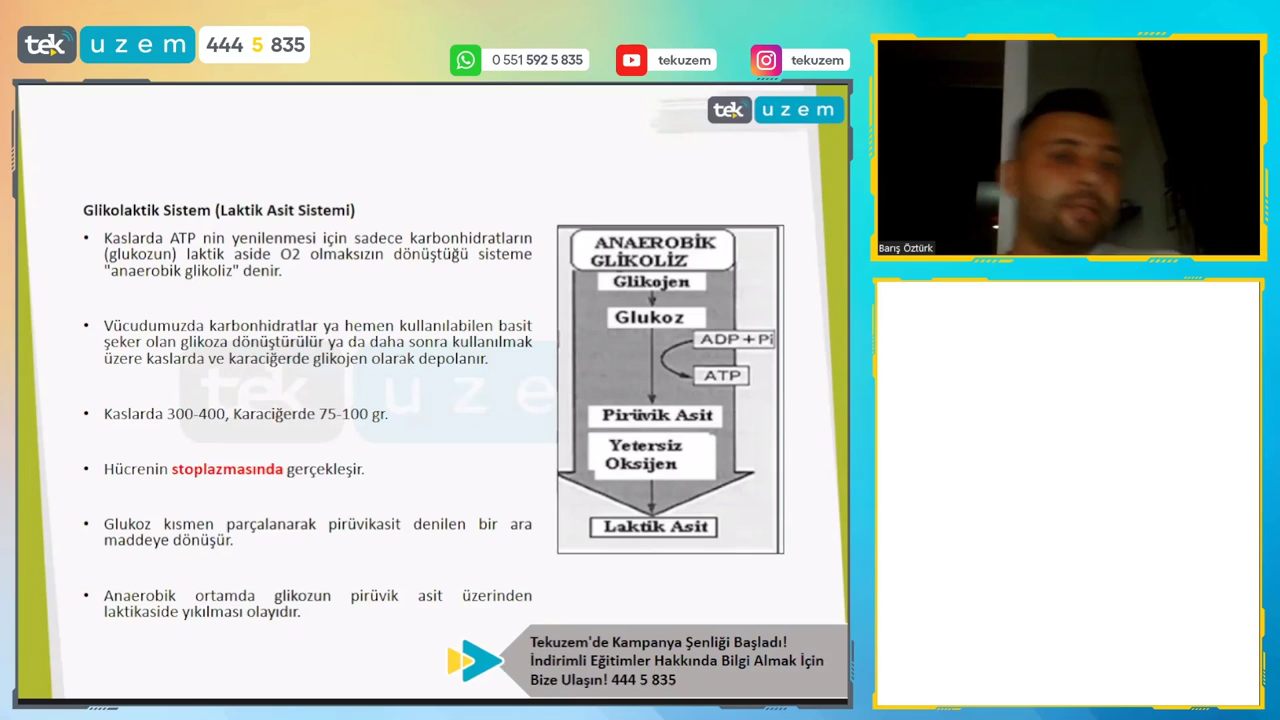 tek uzem 444 5 835
0 551 592 5 835
tekuzem
tekuzem
tek uzem
Barış Öztürk
Glikolaktik Sistem (Laktik Asit Sistemi)
• Kaslarda ATP nin yenilenmesi için sadece karbonhidratların
(glukozun) laktik aside O2 olmaksızın dönüştüğü sisteme
"anaerobik glikoliz" denir.
• Vücudumuzda karbonhidratlar ya hemen kullanılabilen basit
şeker olan glikoza dönüştürülür ya da daha sonra kullanılmak
üzere kaslarda ve karaciğerde glikojen olarak depolanır.
• Kaslarda 300-400, Karaciğerde 75-100 gr.
• Hücrenin stoplazmasında gerçekleşir.
• Glukoz kısmen parçalanarak pirüvikasit denilen bir ara
maddeye dönüşür.
• Anaerobik ortamda glikozun pirüvik asit üzerinden
laktikaside yıkılması olayıdır.
ANAEROBİK
GLİKOLİZ
Glikojen
Glukoz
ADP+Pi
ATP
Pirüvik Asit
Yetersiz
Oksijen
Laktik Asit
tek uze
Tekuzem'de Kampanya Şenliği Başladı!
İndirimli Eğitimler Hakkında Bilgi Almak İçin
Bize Ulaşın! 444 5 835